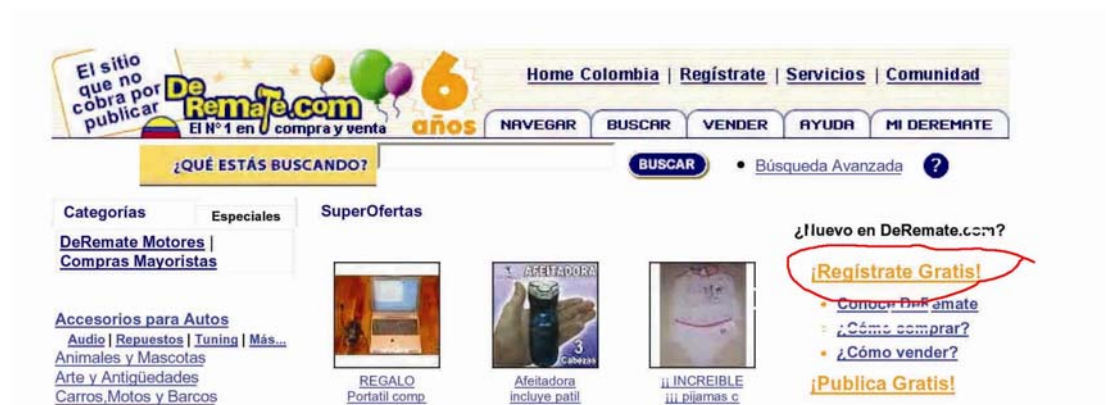 El sitio
que no
cobra por
publicar
DeRemate.com
El Nº 1 en compra y venta
6
años
Home Colombia | Regístrate | Servicios | Comunidad
NAVEGAR BUSCAR VENDER AYUDA MI DEREMATE
¿QUÉ ESTÁS BUSCANDO? BUSCAR • Búsqueda Avanzada ?
Categorías Especiales
DeRemate Motores |
Compras Mayoristas
Accesorios para Autos
Audio | Repuestos | Tuning | Más...
Animales y Mascotas
Arte y Antigüedades
Carros,Motos y Barcos
SuperOfertas
REGALO
Portatil comp
AFEITADORA
3
Cabezas
Afeitadora
incluye patil
¡¡ INCREIBLE
¡¡¡ pijamas c
¿Nuevo en DeRemate.com?
¡Regístrate Gratis!
• Conoce DeRemate
• ¿Cómo comprar?
• ¿Cómo vender?
¡Publica Gratis!